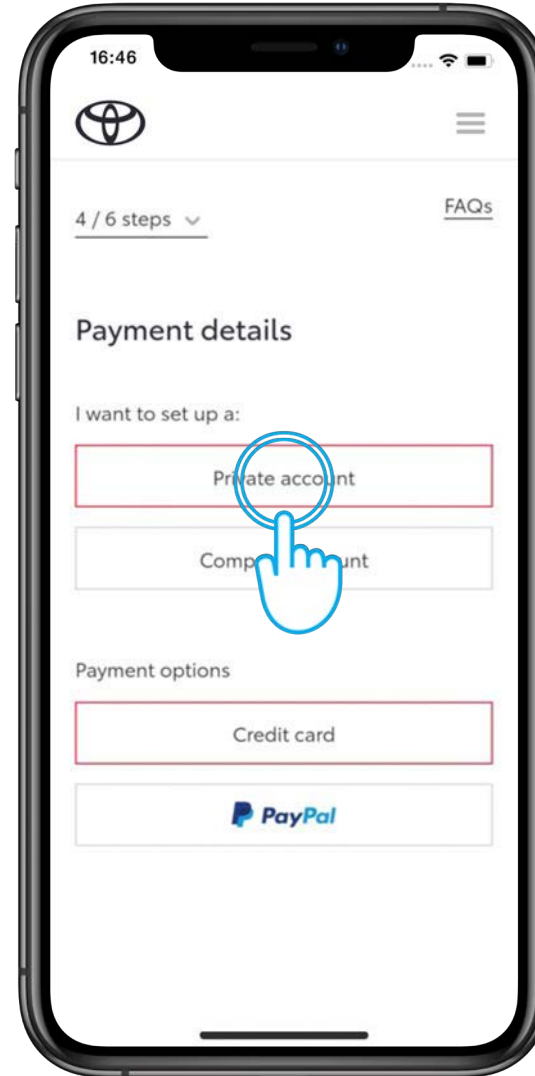 16:46
4 / 6 steps
FAQs
Payment details
I want to set up a:
Private account
Payment options
Credit card
PayPal